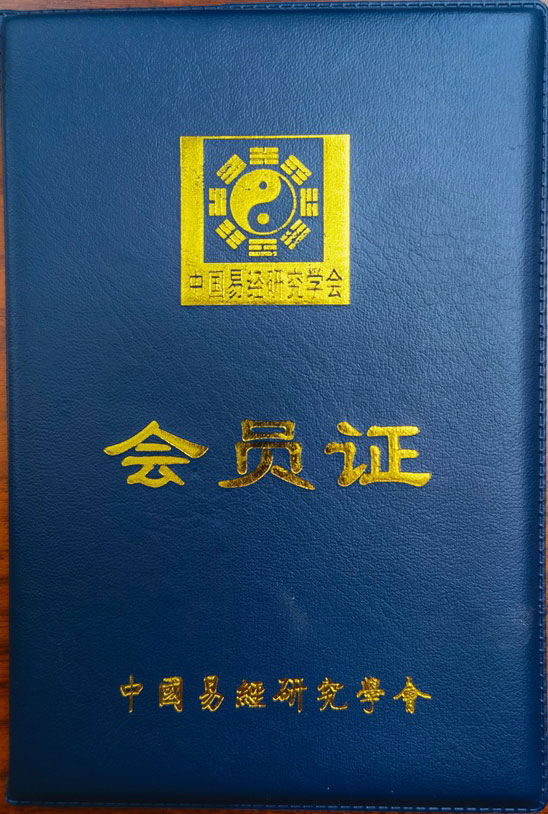 中国易经研究学会
会员证
中國易經研究學會